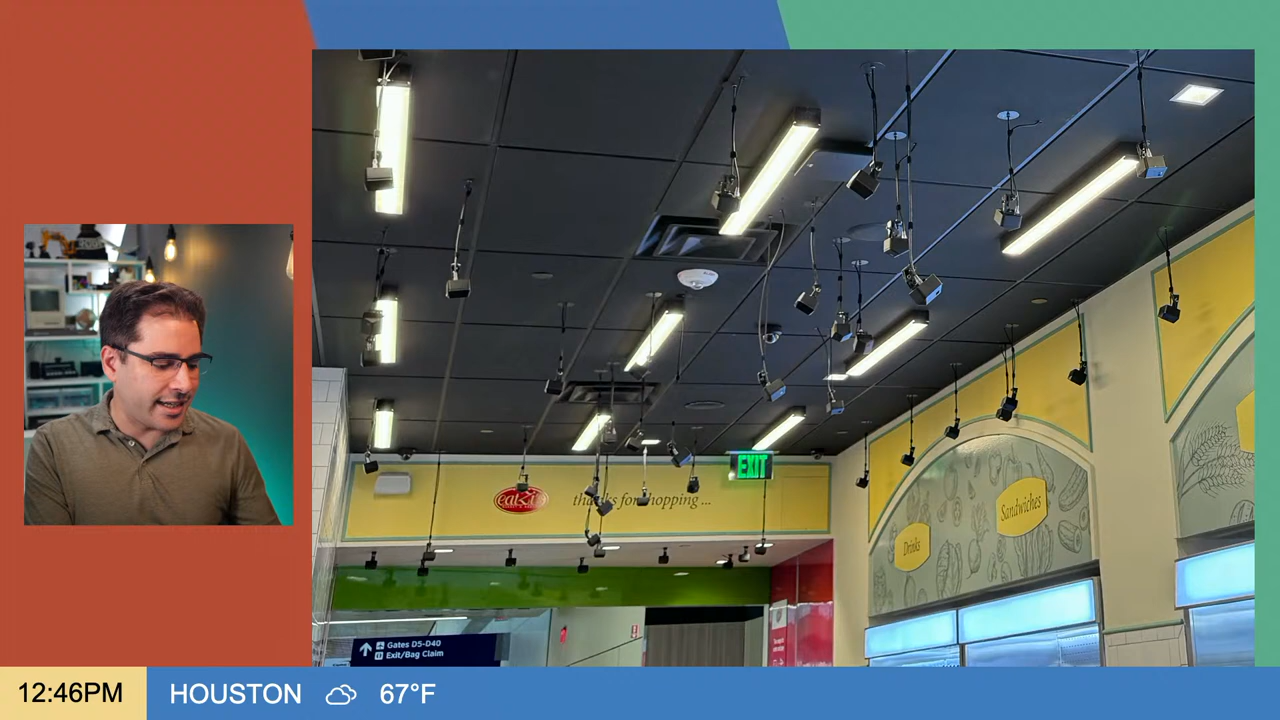 EXIT
eatZi's
thanks for shopping ...
Sandwiches
Drinks
Gates D5-D40
Exit/Bag Claim
12:46PM
HOUSTON
67°F